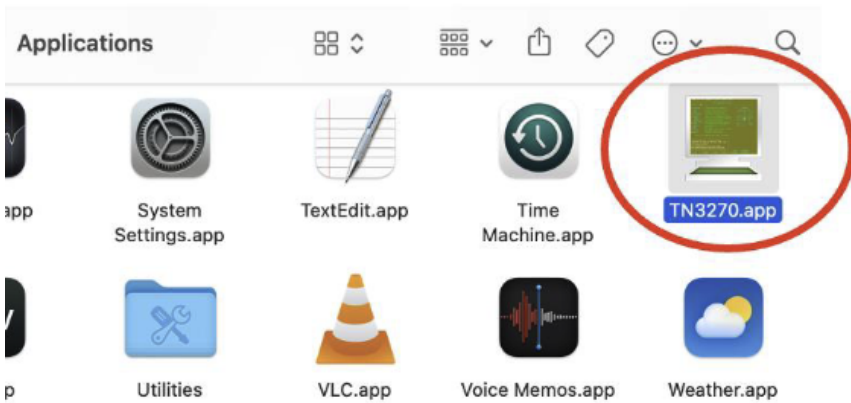 Applications
app
System
Settings.app
TextEdit.app
Time
Machine.app
TN3270.app
p
Utilities
VLC.app
Voice Memos.app
Weather.app